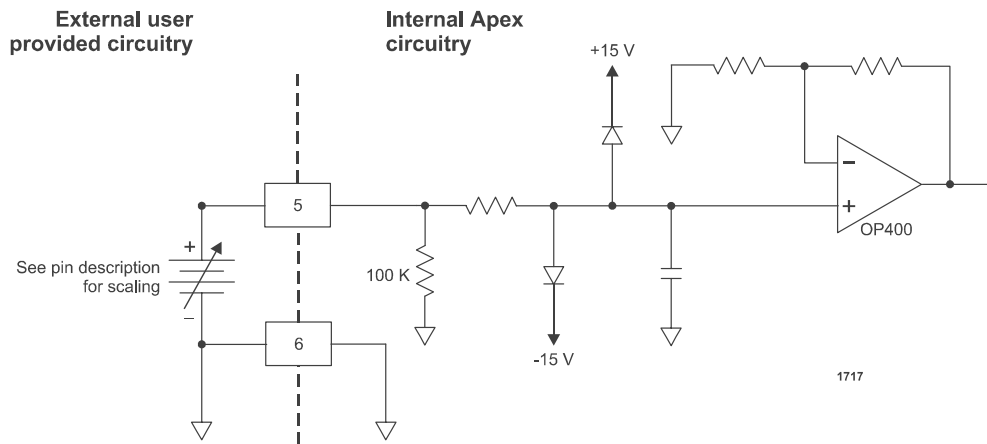 External user
provided circuitry
Internal Apex
circuitry
+15 V
5
100 K
-15 V
+
−
See pin description
for scaling
6
−
+
OP400
1717